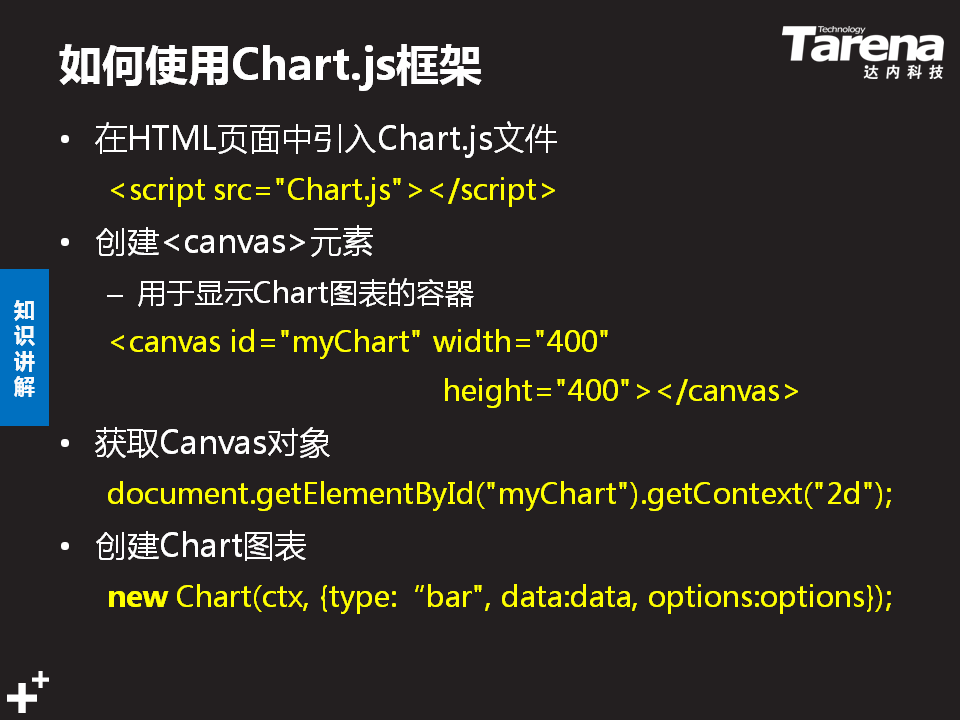 如何使用Chart.js框架
Technology
Tarena
达内科技
• 在HTML页面中引入Chart.js文件
<script src="Chart.js"></script>
• 创建<canvas>元素
– 用于显示Chart图表的容器
<canvas id="myChart" width="400"
height="400"></canvas>
• 获取Canvas对象
document.getElementById("myChart").getContext("2d");
• 创建Chart图表
new Chart(ctx, {type: “bar", data:data, options:options});
知识讲解